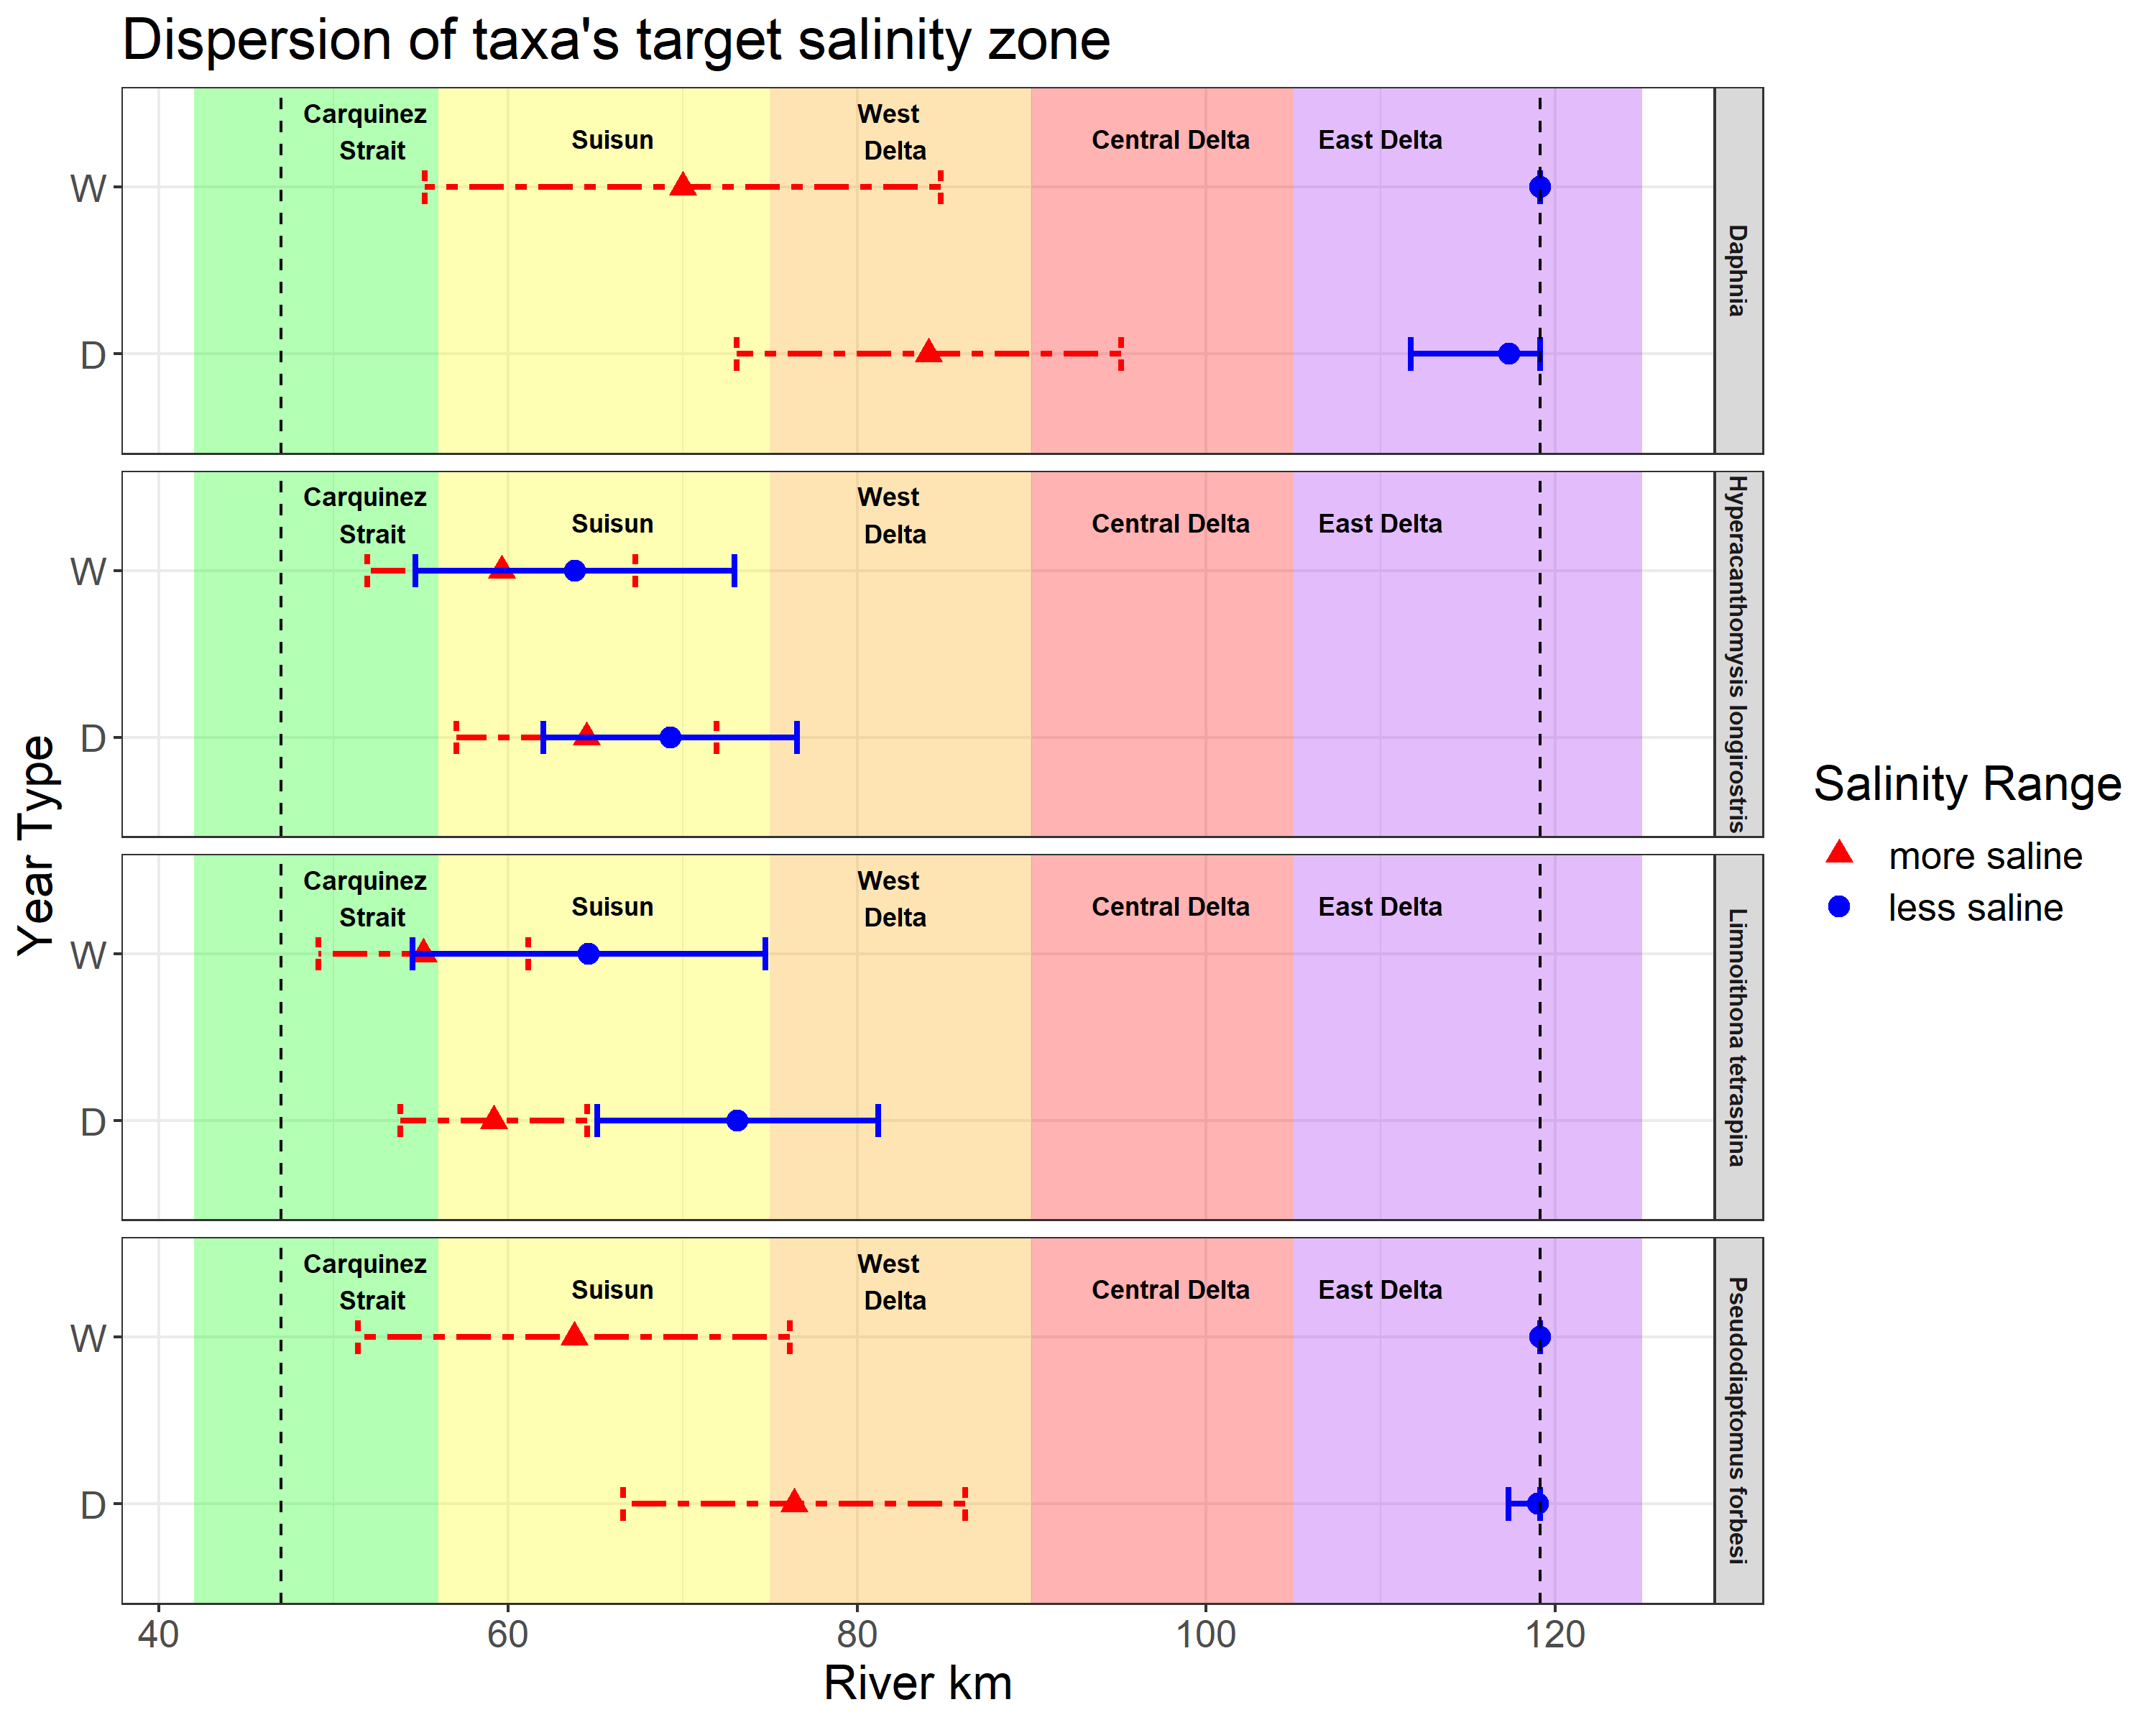 Dispersion of taxa's target salinity zone
Carquinez
Strait
Suisun
West
Delta
Central Delta
East Delta
W
D
Daphnia
Carquinez
Strait
Suisun
West
Delta
Central Delta
East Delta
W
D
Hyperacanthomysis longirostris
Carquinez
Strait
Suisun
West
Delta
Central Delta
East Delta
W
D
Limnoithona tetraspina
Carquinez
Strait
Suisun
West
Delta
Central Delta
East Delta
W
D
Pseudodiaptomus forbesi
40
60
80
100
120
River km
Year Type
Salinity Range
more saline
less saline